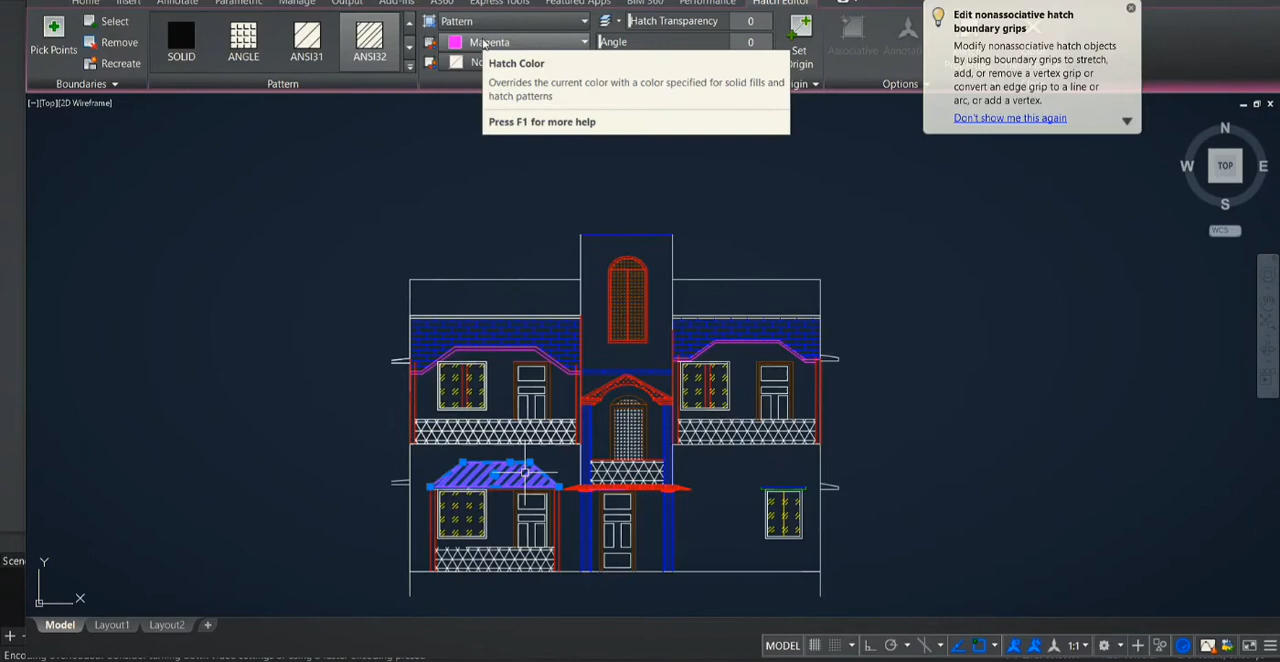 Home Insert Annotate Parametric Manage Output Add-ins A360 Express Tools Featured Apps BIM 360 Performance Hatch Editor
Pick Points
Select
Remove
Recreate
Boundaries
SOLID
ANGLE
ANSI31
ANSI32
Pattern
Pattern
Magenta
Hatch Transparency 0
Angle 0
Set
Origin
Associative
Options
Hatch Color
Overrides the current color with a color specified for solid fills and
hatch patterns
Press F1 for more help
Edit nonassociative hatch
boundary grips
Modify nonassociative hatch objects
by using boundary grips to stretch,
add, or remove a vertex grip or
convert an edge grip to a line or
arc, or add a vertex.
Don't show me this again
[−][Top][2D Wireframe]
N
W TOP E
S
WCS
Y
X
Scene
Model Layout1 Layout2 +
MODEL 1:1